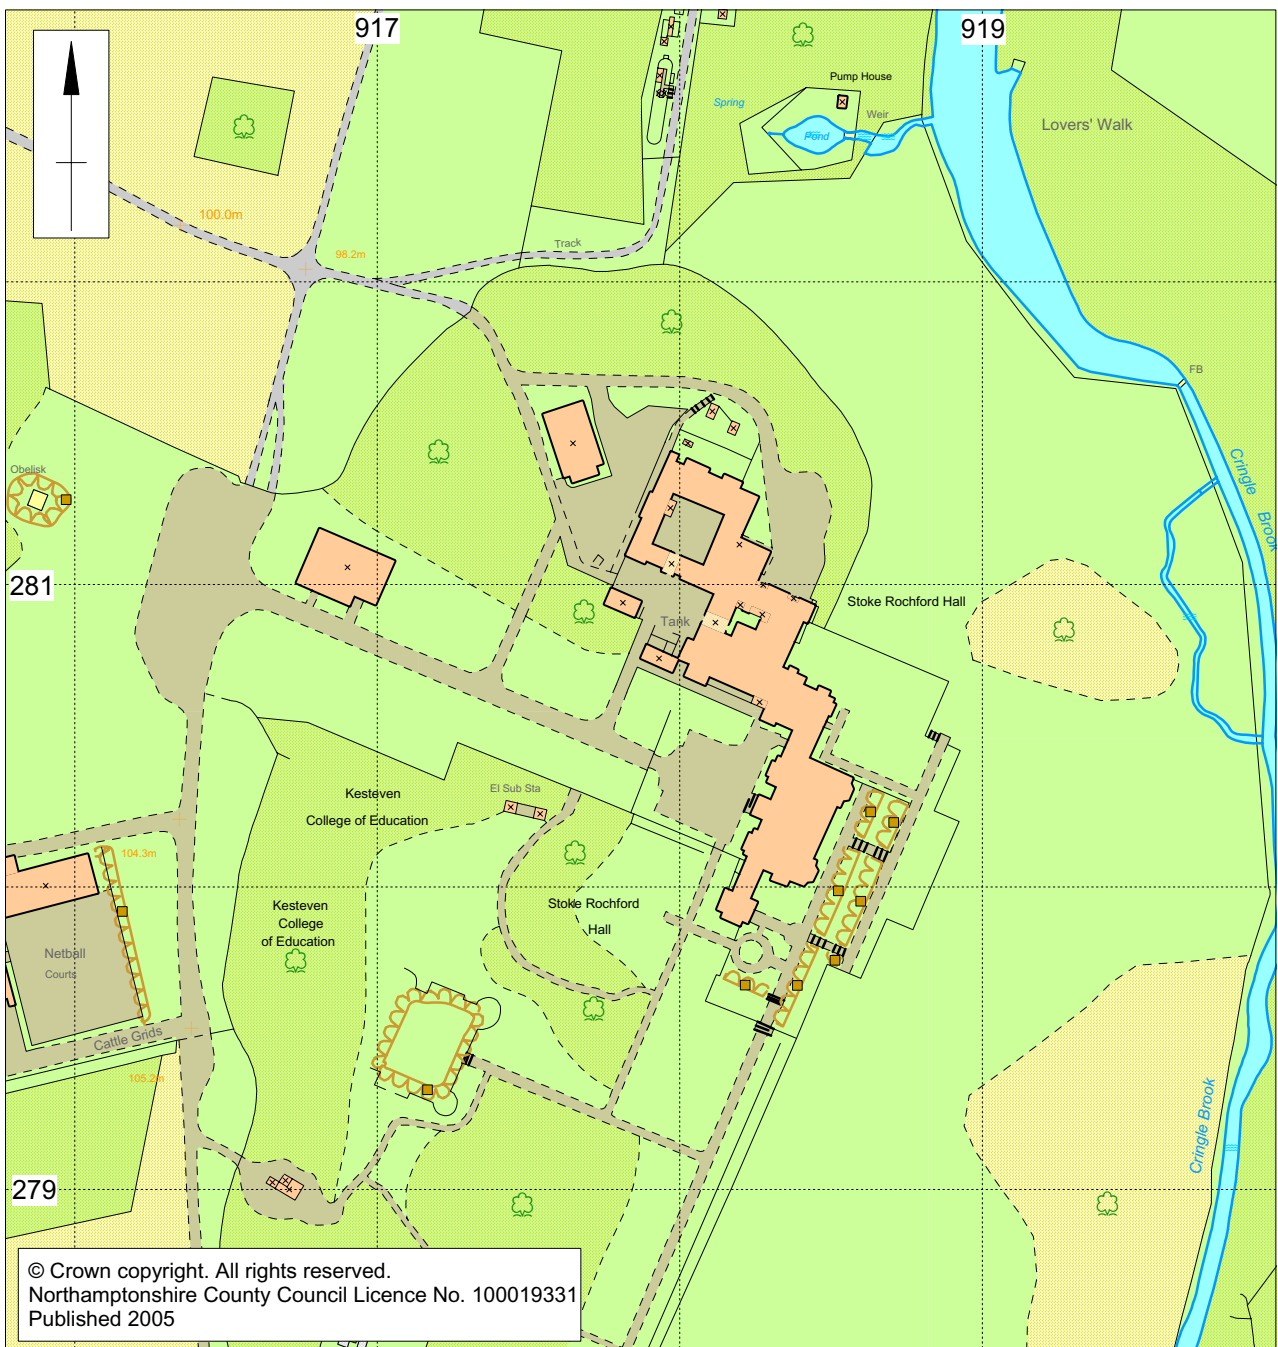 917
919
Pump House
Spring
Weir
Pond
Lovers' Walk
100.0m
Track
98.2m
FB
Cringle
Brook
Obelisk
281
Stoke Rochford Hall
Tank
El Sub Sta
Kesteven
College of Education
104.3m
Kesteven
College
of Education
Stoke Rochford
Hall
Netball
Courts
Cattle Grids
105.2m
Cringle Brook
279
© Crown copyright. All rights reserved.
Northamptonshire County Council Licence No. 100019331
Published 2005